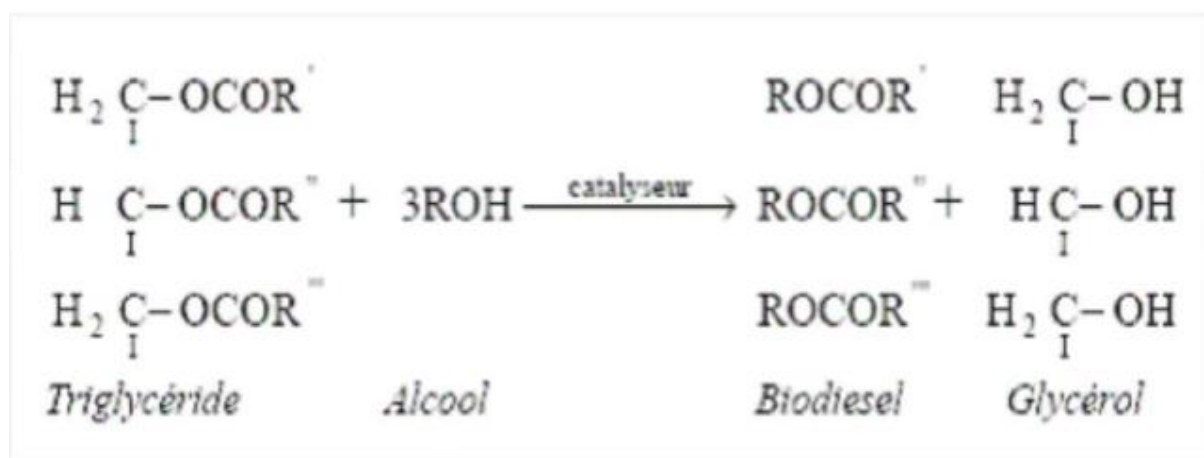 H₂ C–OCOR' ROCOR' H₂ C–OH
I I
H C–OCOR" + 3ROH catalyseur ROCOR" + HC–OH
I I
H₂ C–OCOR''' ROCOR''' H₂ C–OH
I I
Triglycéride Alcool Biodiesel Glycérol